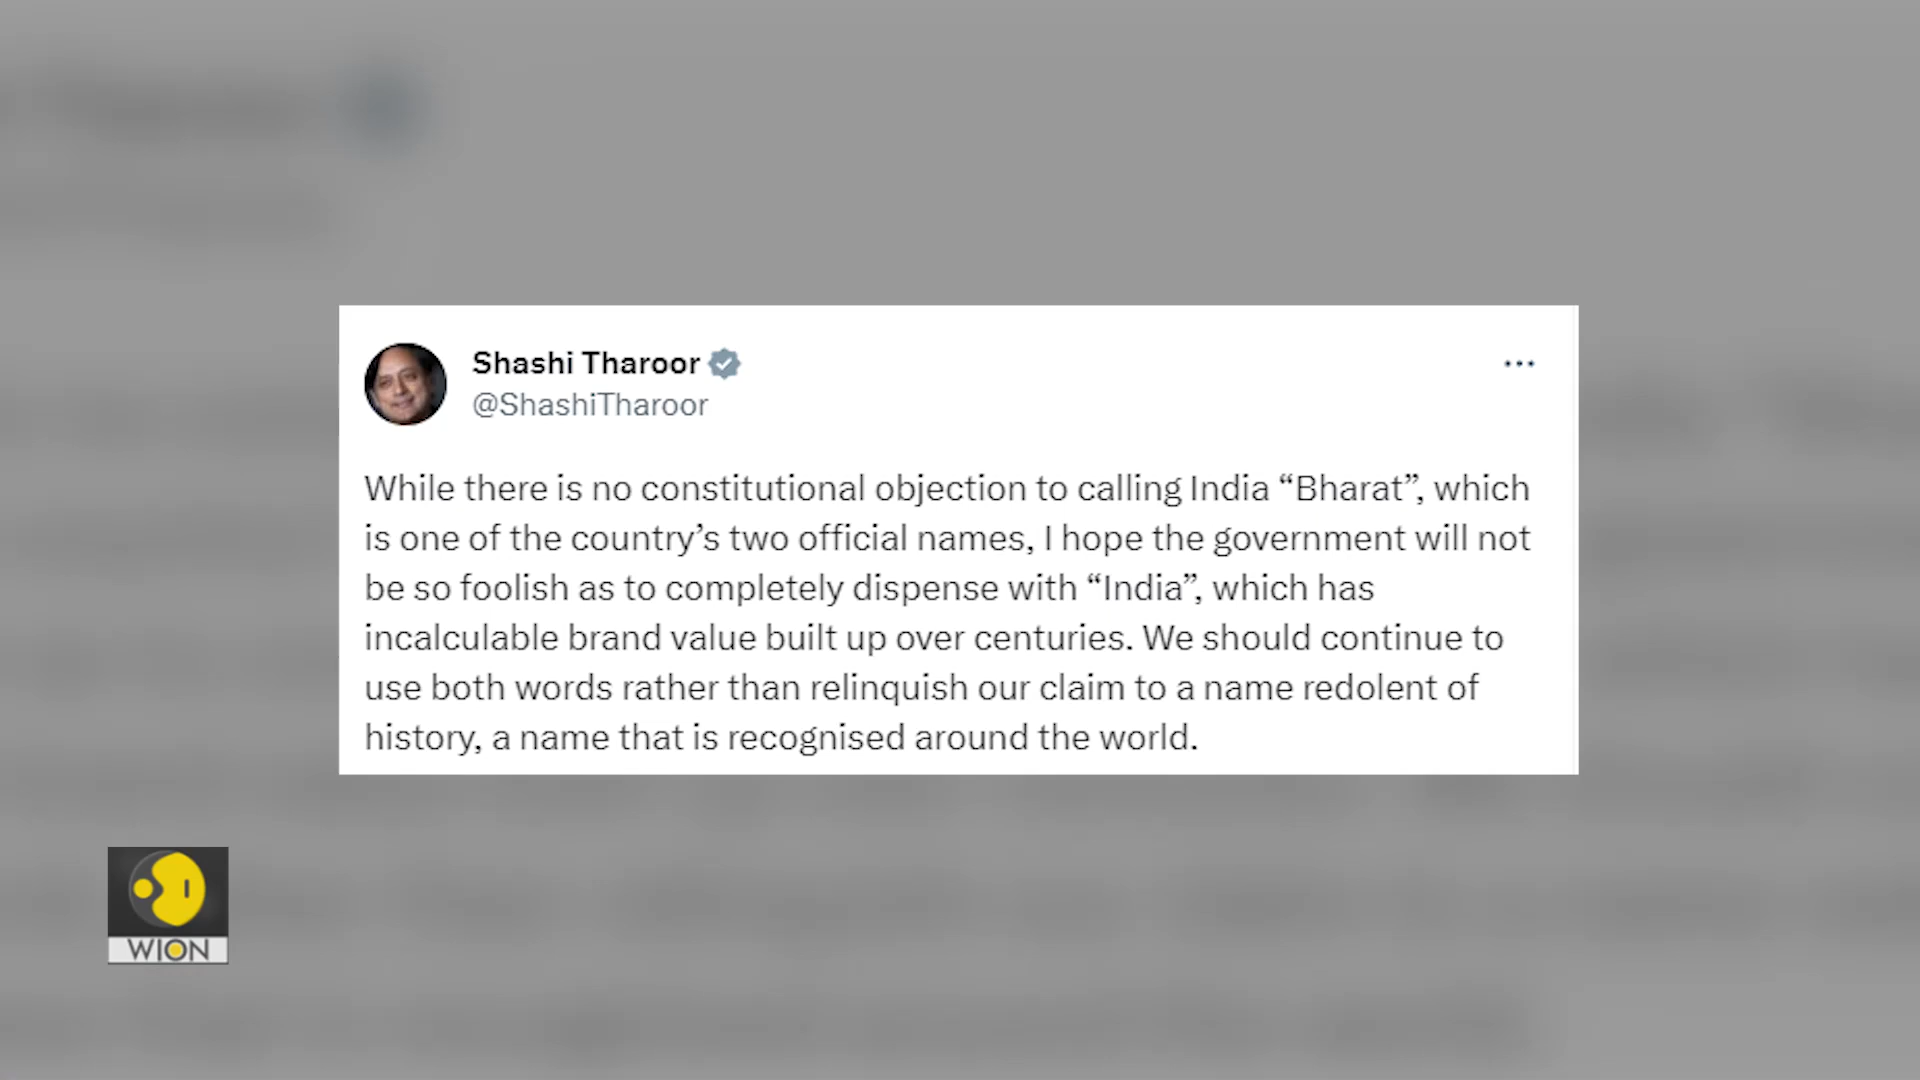 Shashi Tharoor
@ShashiTharoor
While there is no constitutional objection to calling India “Bharat”, which
is one of the country’s two official names, I hope the government will not
be so foolish as to completely dispense with “India”, which has
incalculable brand value built up over centuries. We should continue to
use both words rather than relinquish our claim to a name redolent of
history, a name that is recognised around the world.
WION